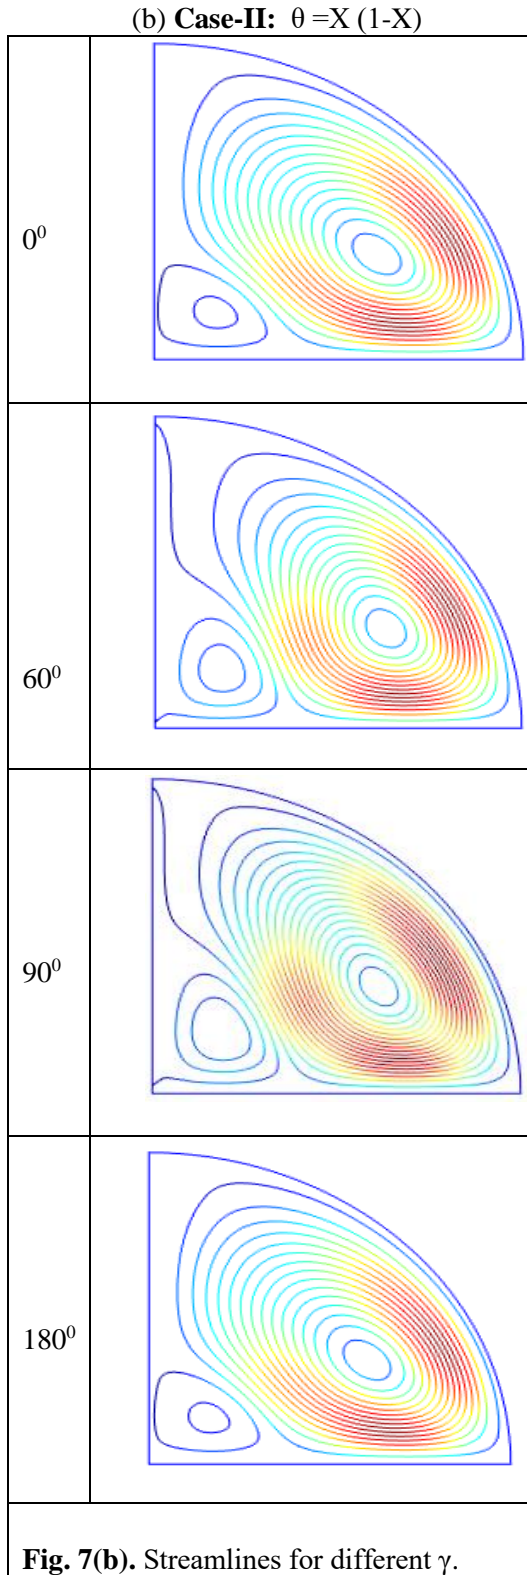 (b) Case-II: θ =X (1-X)
0⁰
60⁰
90⁰
180⁰
Fig. 7(b). Streamlines for different γ.